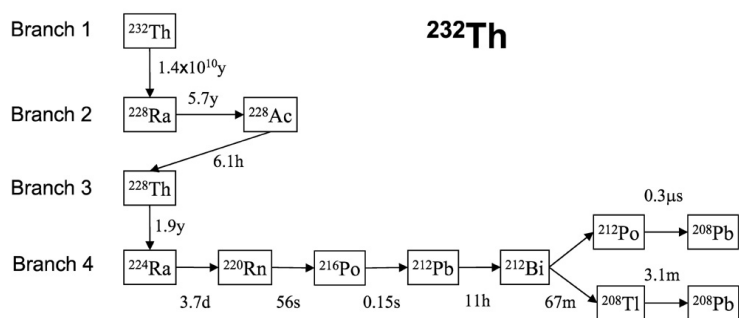 Branch 1 ²³²Th ²³²Th
1.4x10¹⁰y
Branch 2 ²²⁸Ra 5.7y ²²⁸Ac
6.1h
Branch 3 ²²⁸Th
1.9y
0.3μs
²¹²Po ²⁰⁸Pb
Branch 4 ²²⁴Ra ²²⁰Rn ²¹⁶Po ²¹²Pb ²¹²Bi
3.7d 56s 0.15s 11h 67m
3.1m
²⁰⁸Tl ²⁰⁸Pb